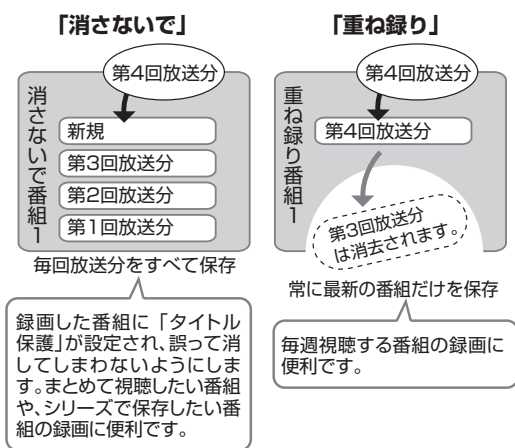 「消さないで」
第4回放送分
消さないで番組1
新規
第3回放送分
第2回放送分
第1回放送分
毎回放送分をすべて保存
録画した番組に「タイトル
保護」が設定され、誤って消
してしまわないようにしま
す。まとめて視聴したい番組
や、シリーズで保存したい番
組の録画に便利です。
「重ね録り」
第4回放送分
重ね録り番組1
第4回放送分
第3回放送分
は消去されます。
常に最新の番組だけを保存
毎週視聴する番組の録画に
便利です。